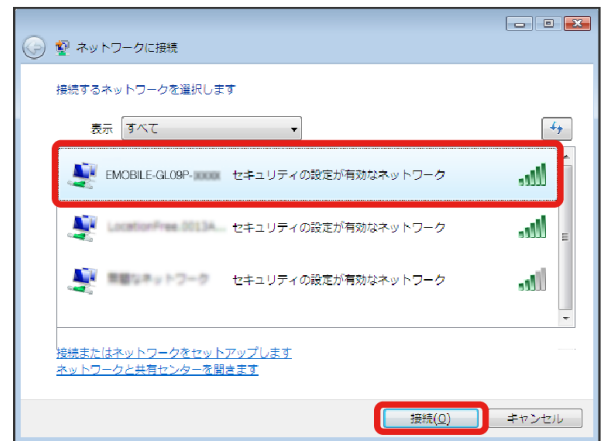 ネットワークに接続
接続するネットワークを選択します
表示 すべて
EMOBILE-GL09P- セキュリティの設定が有効なネットワーク
セキュリティの設定が有効なネットワーク
セキュリティの設定が有効なネットワーク
接続またはネットワークをセットアップします
ネットワークと共有センターを開きます
接続(O) キャンセル